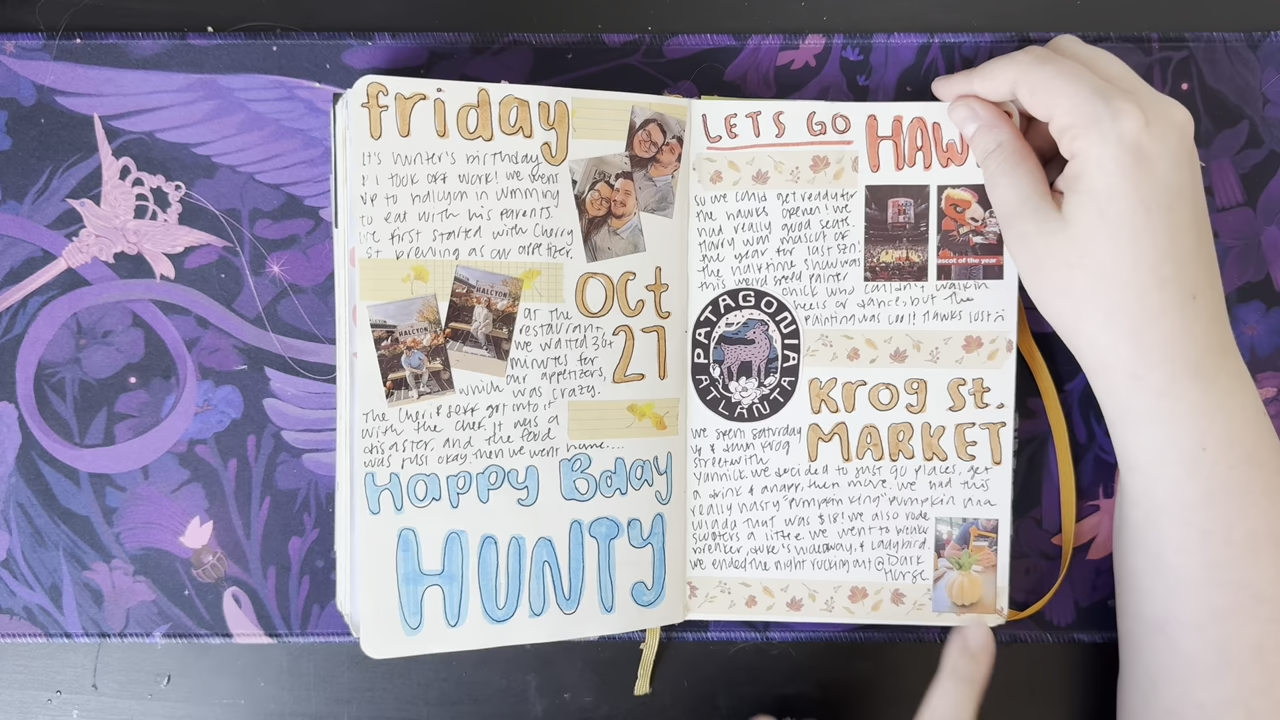 friday
It's Hunter's birthday
& I took off work! We went
up to Halcyon in Cumming
to eat with his parents.
We first started with Cherry
St brewing as our appetizer.
HALCYON
HALCYON
OCT
27
at the
restaurant,
we waited 30+
minutes for
our appetizers,
which was crazy.
The chef & Jeff got into it
with the chef. It was a
disaster, and the food
was just okay. then we went home....
Happy Bday
HUNTY
LETS GO HAW
so we could get ready for
the hawks opener! we
had really good seats.
Harry won mascot of
the year for last szn!
the halftime show was
this weird speed painter
chick who couldn't walk in
heels or dance, but the
painting was cool! Hawks lost :(
ascot of the year
PATAGONIA
ATLANTA
Krog St.
MARKET
we spent saturday
up & down Krog
street with
Yannick. we decided to just go places, get
a drink & an app, then move. we had this
really nasty "pumpkin king" pumpkin pina
colada that was $18! we also rode
scooters a little. we went to
breaker, Duke's hideaway, & Ladybird.
we ended the night rocking out @ Dark
Horse.